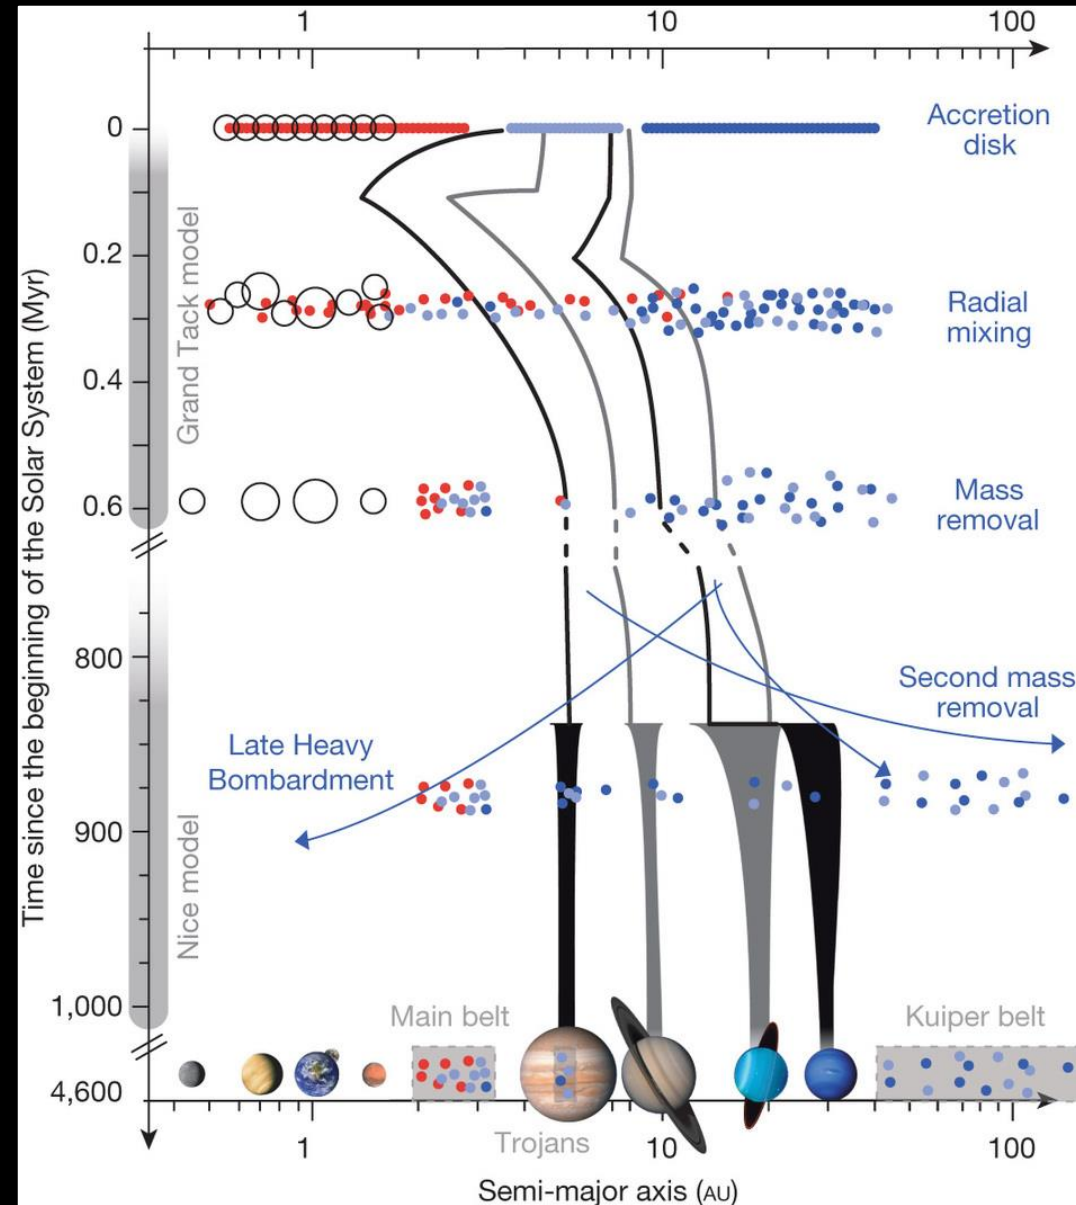 1 10 100
0
Accretion
disk
0.2
Radial
mixing
0.4
Mass
removal
0.6
Grand Tack model
Time since the beginning of the Solar System (Myr)
800
Second mass
removal
Late Heavy
Bombardment
900
Nice model
1,000
Main belt
Kuiper belt
4,600
Trojans
1 10 100
Semi-major axis (AU)